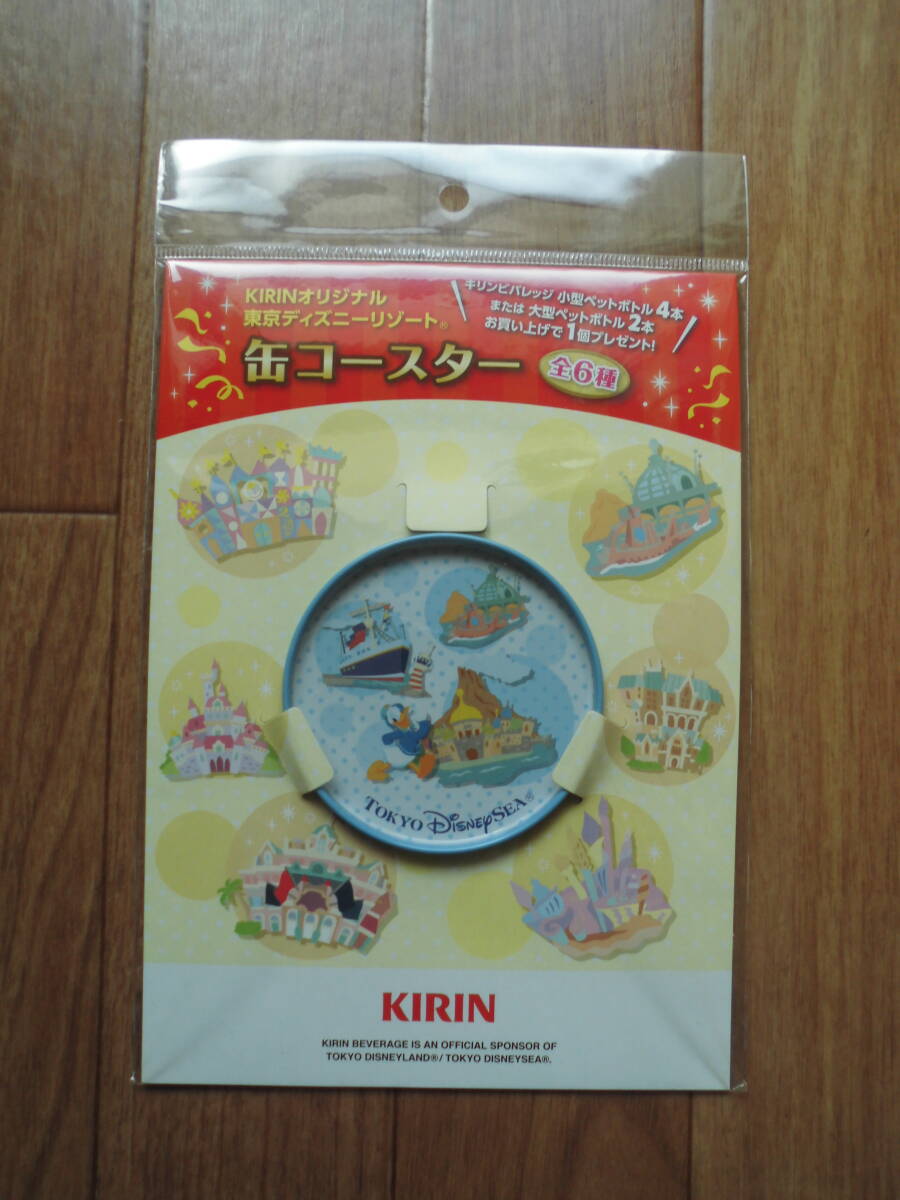 KIRINオリジナル
東京ディズニーリゾート®
缶コースター
全6種
キリンビバレッジ 小型ペットボトル4本
または 大型ペットボトル2本
お買い上げで1個プレゼント!
TOKYO DISNEYSEA
KIRIN
KIRIN BEVERAGE IS AN OFFICIAL SPONSOR OF
TOKYO DISNEYLAND®/ TOKYO DISNEYSEA®.